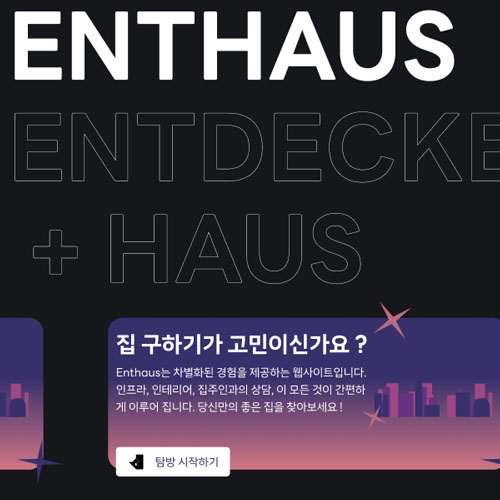 ENTHAUS
ENTDECKE
+ HAUS
집 구하기가 고민이신가요 ?
Enthaus는 차별화된 경험을 제공하는 웹사이트입니다.
인프라, 인테리어, 집주인과의 상담, 이 모든 것이 간편하
게 이루어 집니다. 당신만의 좋은 집을 찾아보세요 !
탐방 시작하기